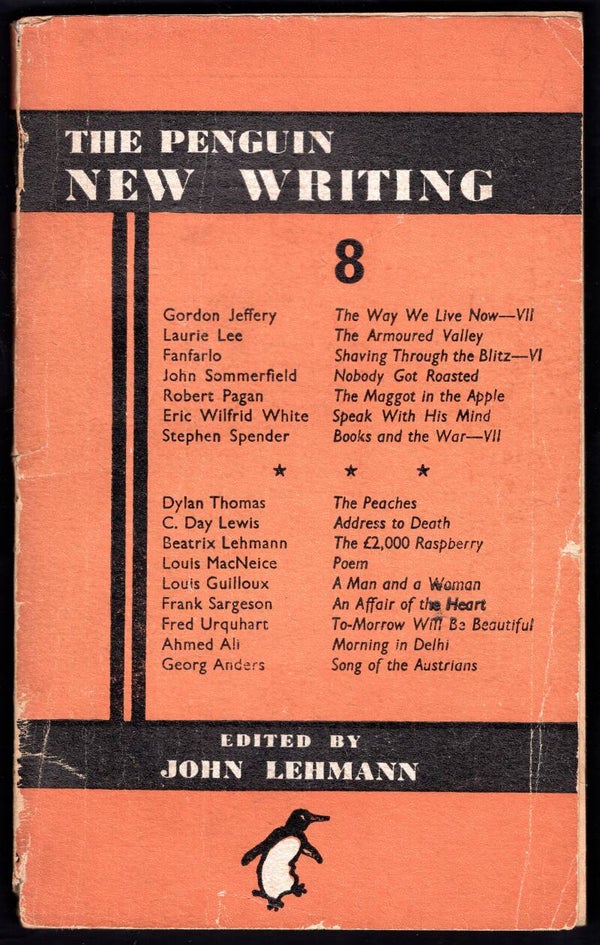 THE PENGUIN
NEW WRITING
8
Gordon Jeffery The Way We Live Now—VII
Laurie Lee The Armoured Valley
Fanfarlo Shaving Through the Blitz—VI
John Sommerfield Nobody Got Roasted
Robert Pagan The Maggot in the Apple
Eric Wilfrid White Speak With His Mind
Stephen Spender Books and the War—VII
★ ★ ★
Dylan Thomas The Peaches
C. Day Lewis Address to Death
Beatrix Lehmann The £2,000 Raspberry
Louis MacNeice Poem
Louis Guilloux A Man and a Woman
Frank Sargeson An Affair of the Heart
Fred Urquhart To-Morrow Will Be Beautiful
Ahmed Ali Morning in Delhi
Georg Anders Song of the Austrians
EDITED BY
JOHN LEHMANN